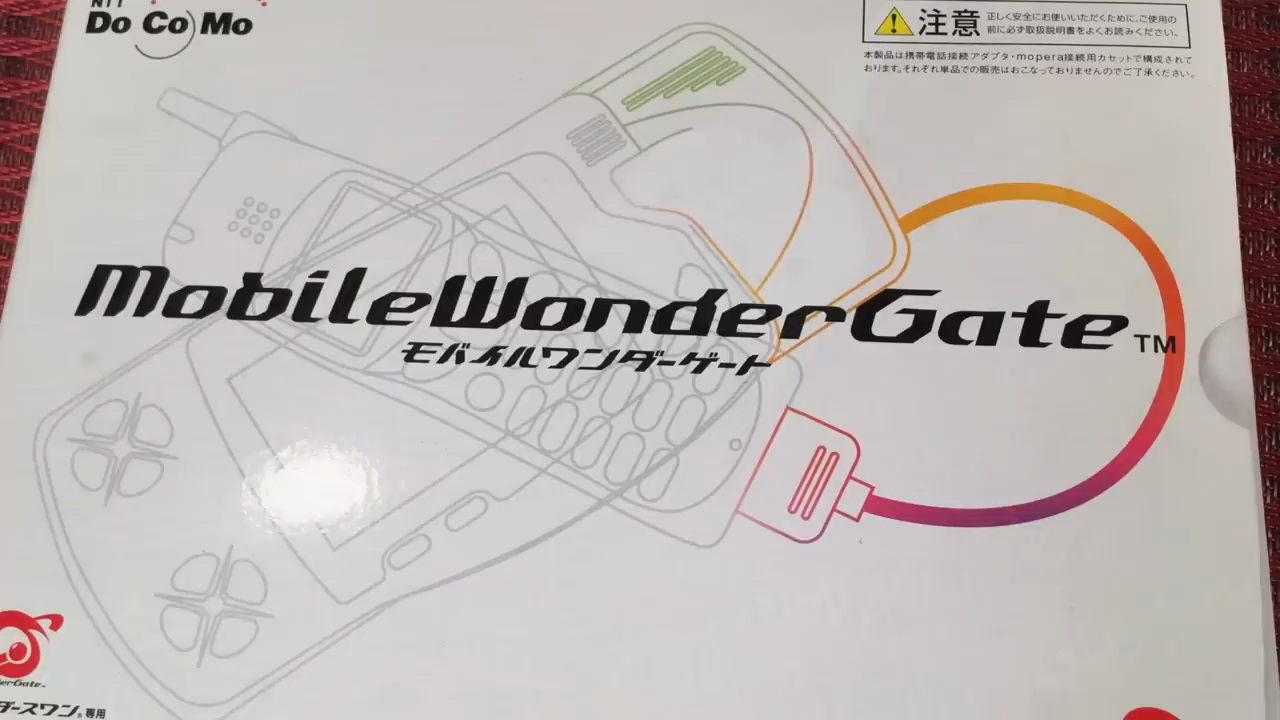 NTT
DoCoMo
注意
正しく安全にお使いいただくために、ご使用の
前に必ず取扱説明書をよくお読みください。
本製品は携帯電話接続アダプタ・mopera接続用カセットで構成されて
おります。それぞれ単品での販売はおこなっておりませんのでご了承ください。
MobileWonderGate™
モバイルワンダーゲート
derGate™
ダースワン® 専用